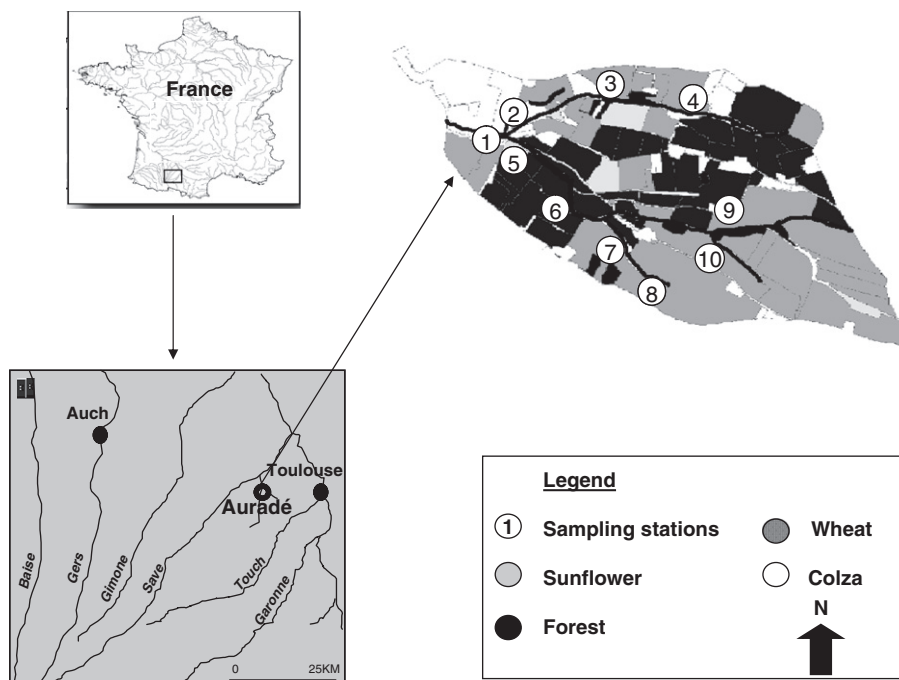 France
1
2
3
4
5
6
7
8
9
10
Auch
Toulouse
Auradé
Baise
Gers
Gimone
Save
Touch
Garonne
0 25KM
Legend
1 Sampling stations
Wheat
Sunflower
Colza
Forest
N